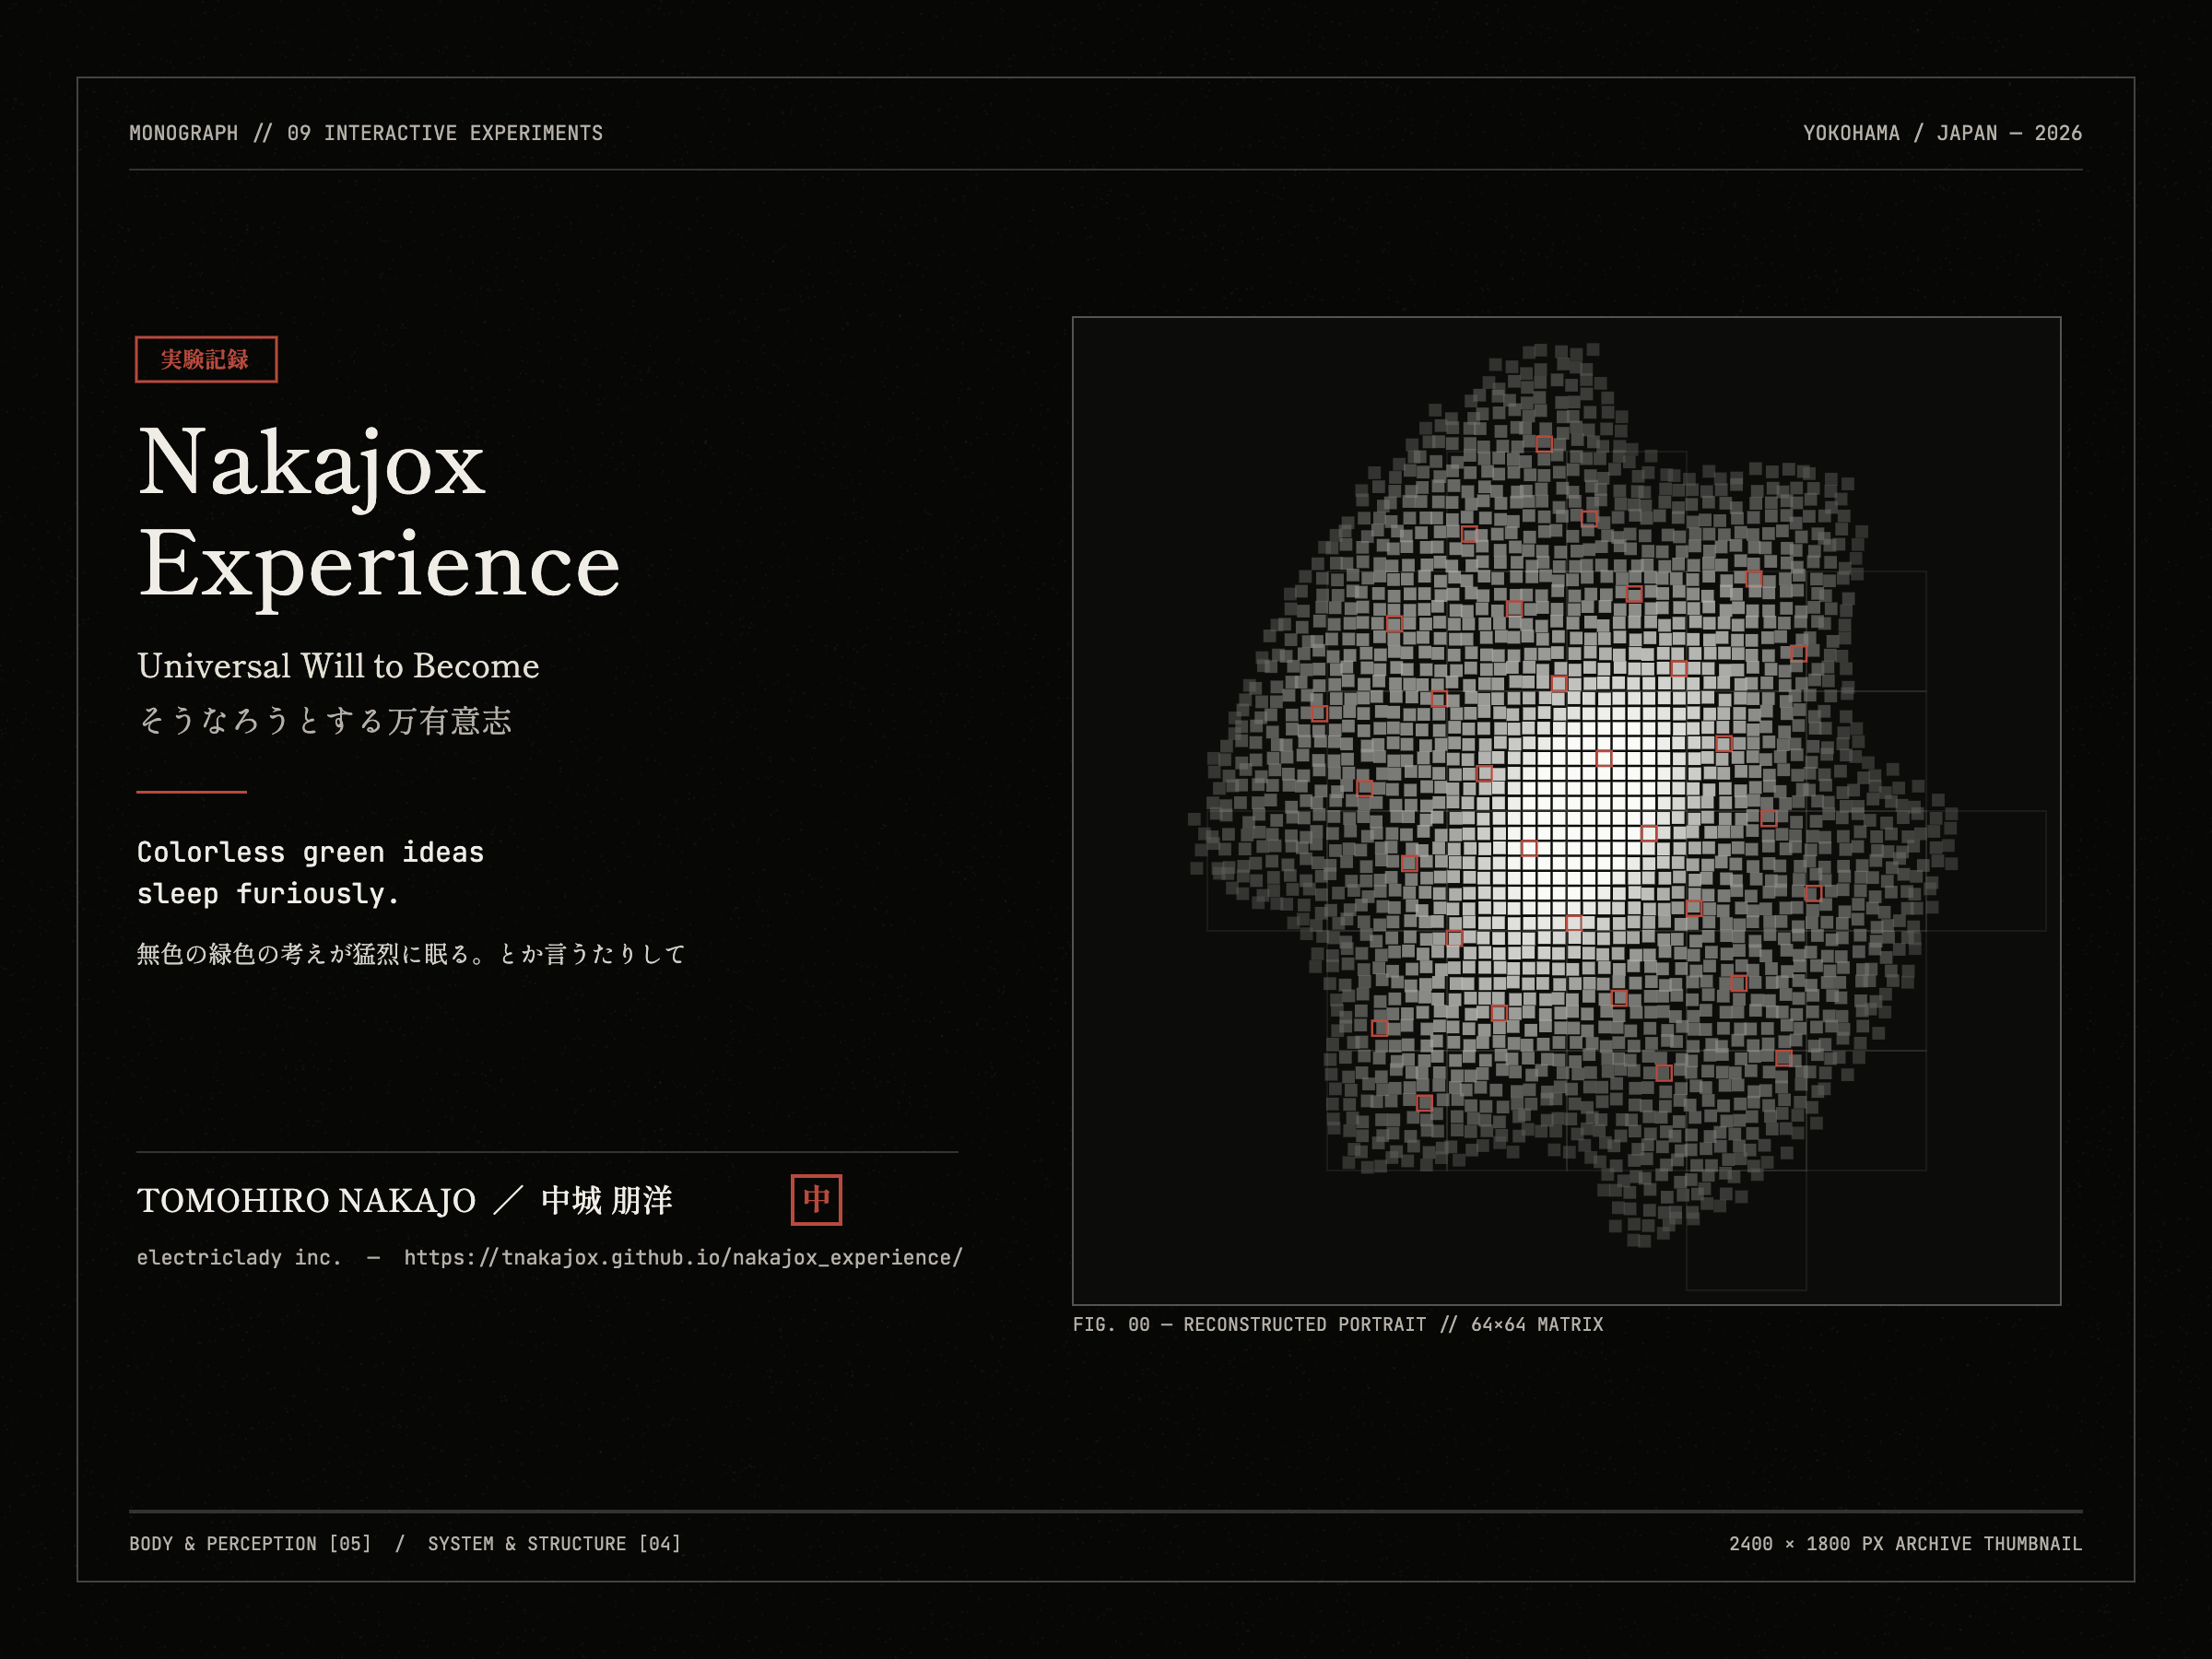 MONOGRAPH // 09 INTERACTIVE EXPERIMENTS
YOKOHAMA / JAPAN — 2026
実験記録
Nakajox
Experience
Universal Will to Become
そうなろうとする万有意志
Colorless green ideas
sleep furiously.
無色の緑色の考えが猛烈に眠る。とか言うたりして
TOMOHIRO NAKAJO ／ 中城 朋洋
中
electriclady inc. — https://tnakajox.github.io/nakajox_experience/
FIG. 00 — RECONSTRUCTED PORTRAIT // 64×64 MATRIX
BODY & PERCEPTION [05] / SYSTEM & STRUCTURE [04]
2400 × 1800 PX ARCHIVE THUMBNAIL